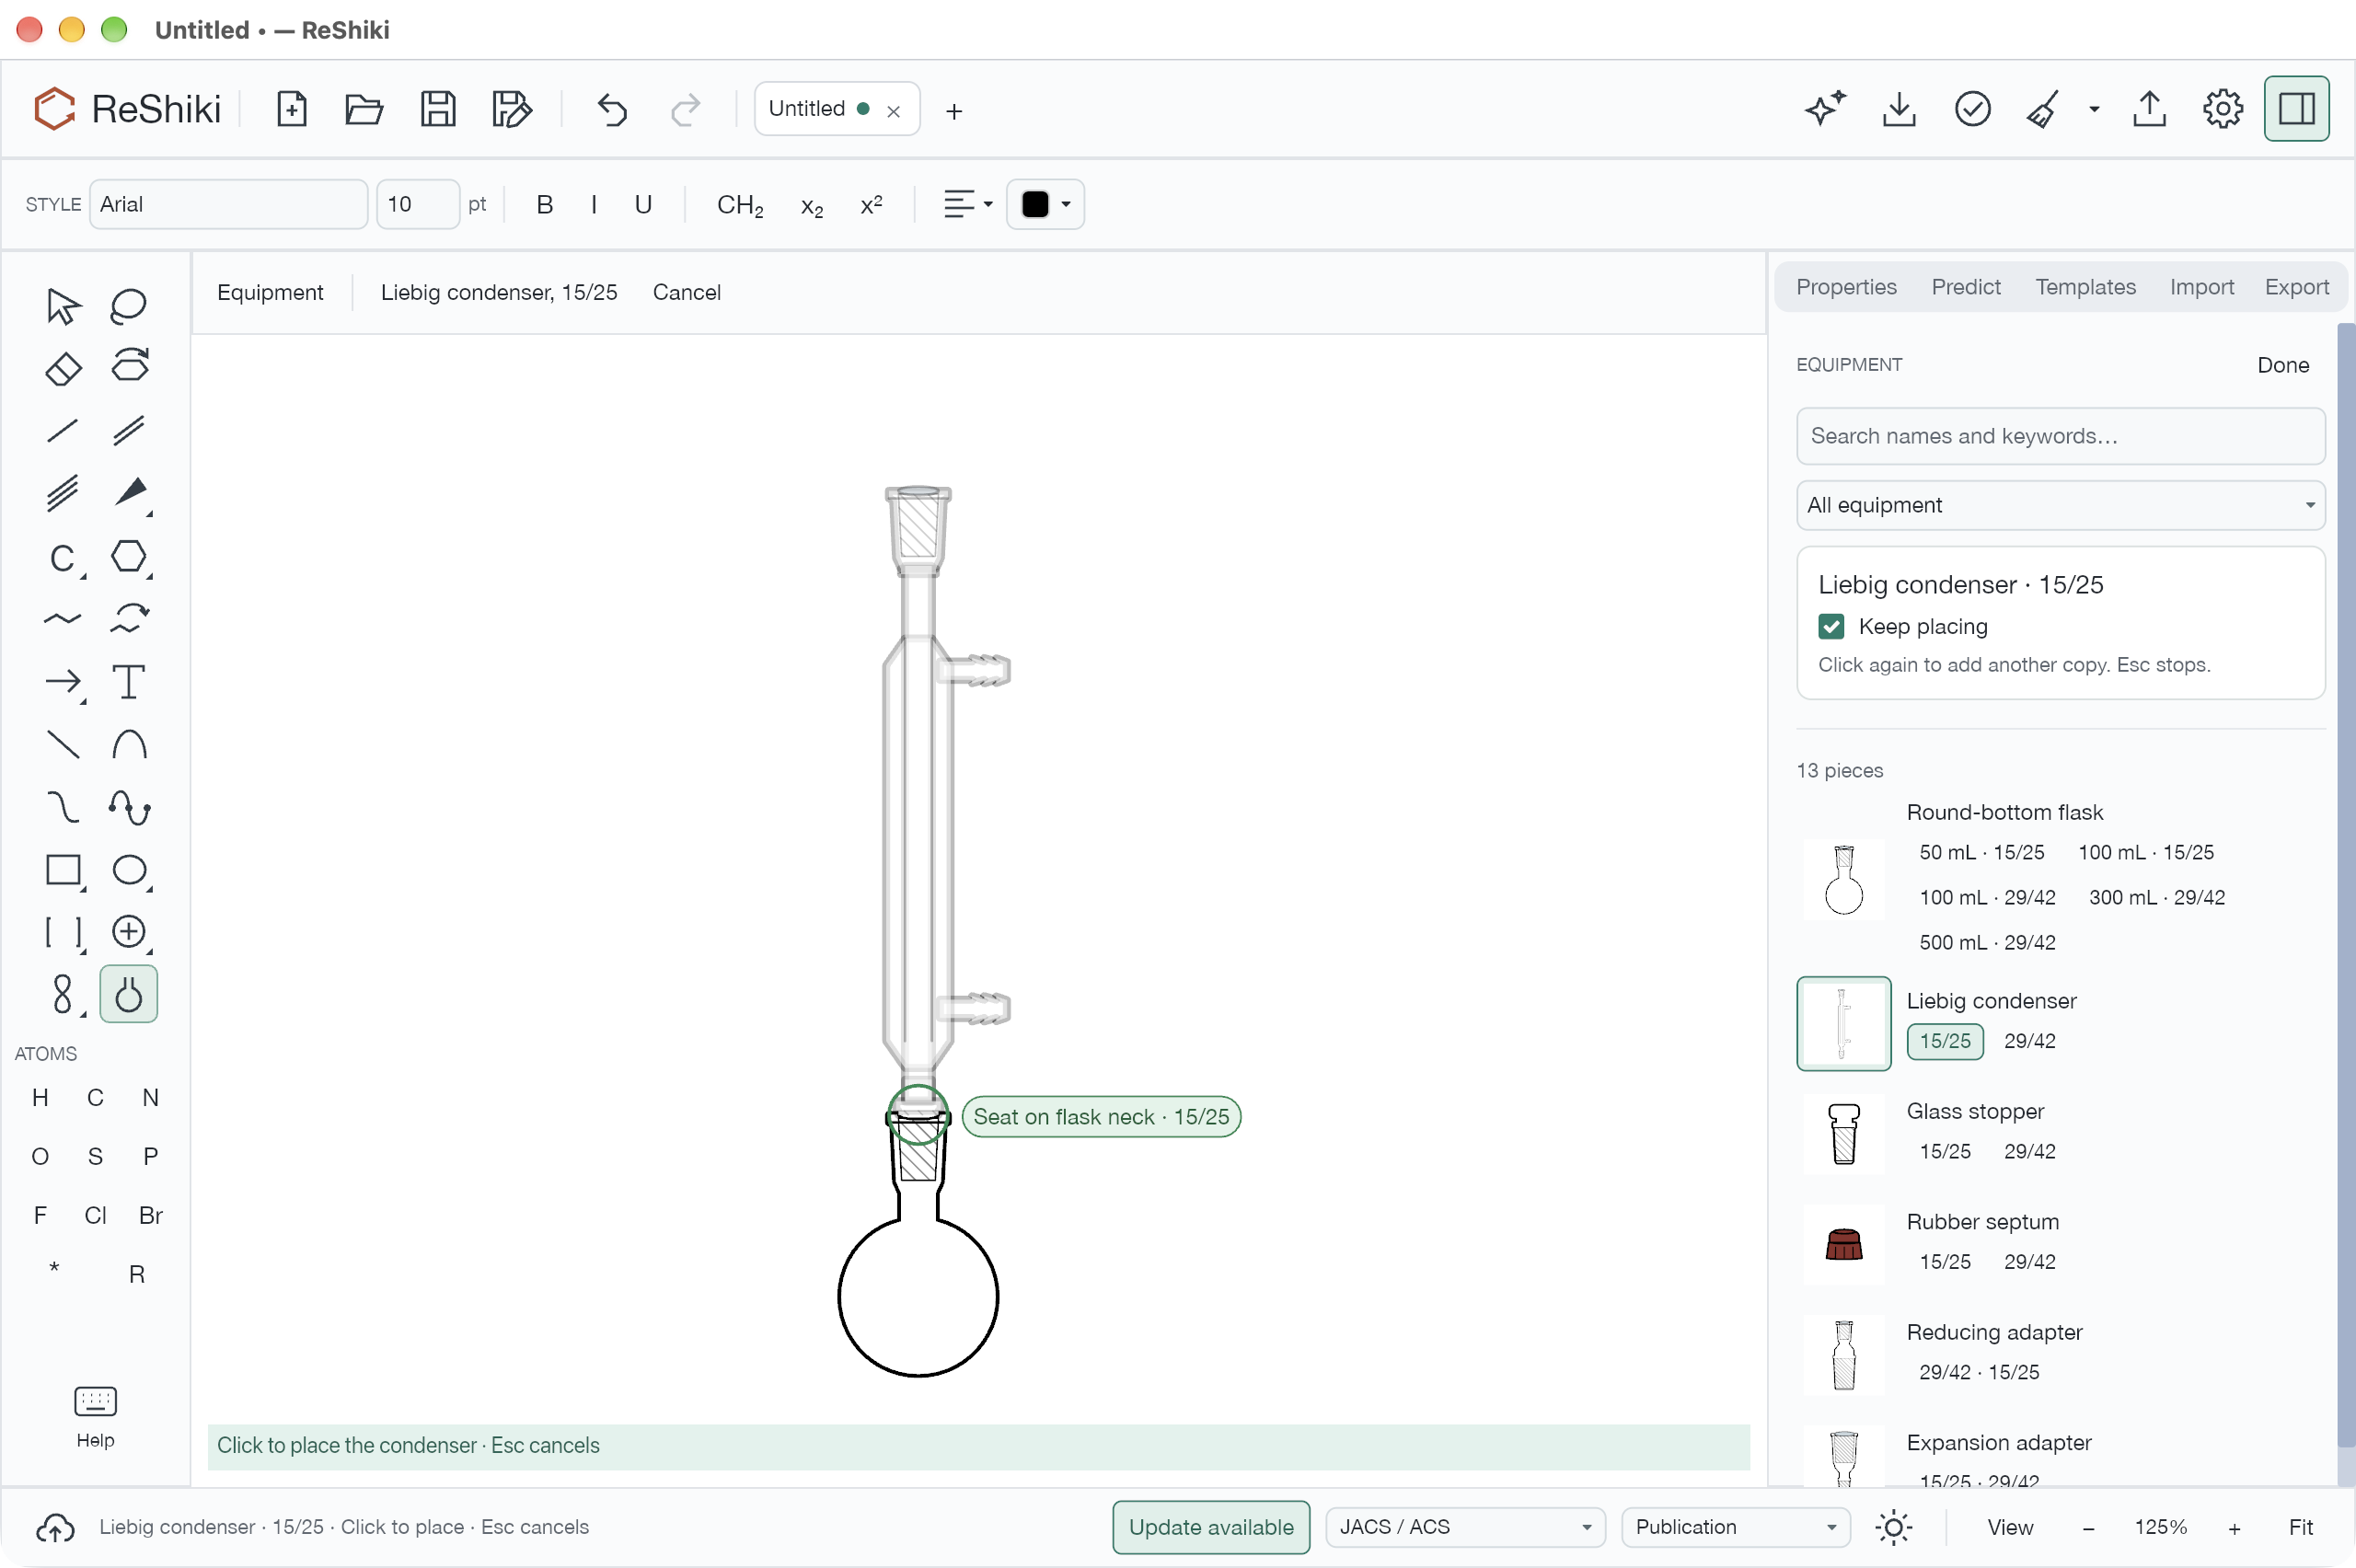 Untitled • — ReShiki
ReShiki
Untitled
STYLE Arial 10 pt B I U CH₂ x₂ x²
Equipment Liebig condenser, 15/25 Cancel
Properties Predict Templates Import Export
EQUIPMENT Done
Search names and keywords…
All equipment
Liebig condenser · 15/25
Keep placing
Click again to add another copy. Esc stops.
13 pieces
Round-bottom flask
50 mL · 15/25 100 mL · 15/25
100 mL · 29/42 300 mL · 29/42
500 mL · 29/42
Liebig condenser
15/25 29/42
Glass stopper
15/25 29/42
Rubber septum
15/25 29/42
Reducing adapter
29/42 · 15/25
Expansion adapter
15/25 · 29/42
C
T
ATOMS
H C N
O S P
F Cl Br
* R
Help
Seat on flask neck · 15/25
Click to place the condenser · Esc cancels
Liebig condenser · 15/25 · Click to place · Esc cancels
Update available
JACS / ACS
Publication
View – 125% + Fit